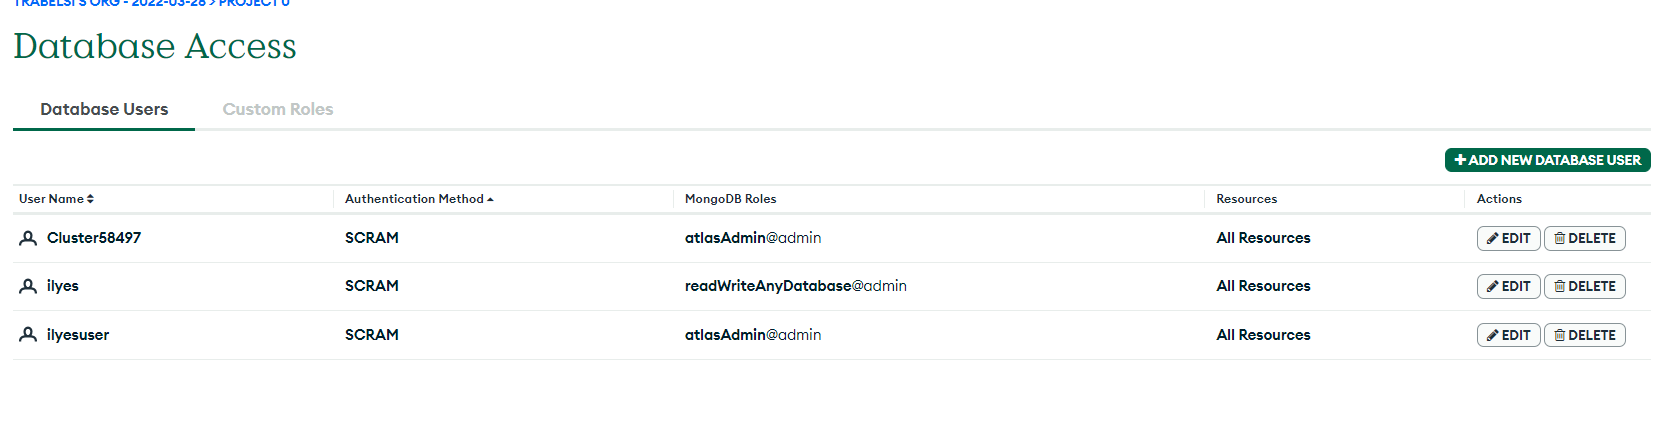 TRABELSI'S ORG - 2022-03-28 > PROJECT 0
Database Access
Database Users Custom Roles
+ ADD NEW DATABASE USER
User Name Authentication Method MongoDB Roles Resources Actions
Cluster58497 SCRAM atlasAdmin@admin All Resources EDIT DELETE
ilyes SCRAM readWriteAnyDatabase@admin All Resources EDIT DELETE
ilyesuser SCRAM atlasAdmin@admin All Resources EDIT DELETE